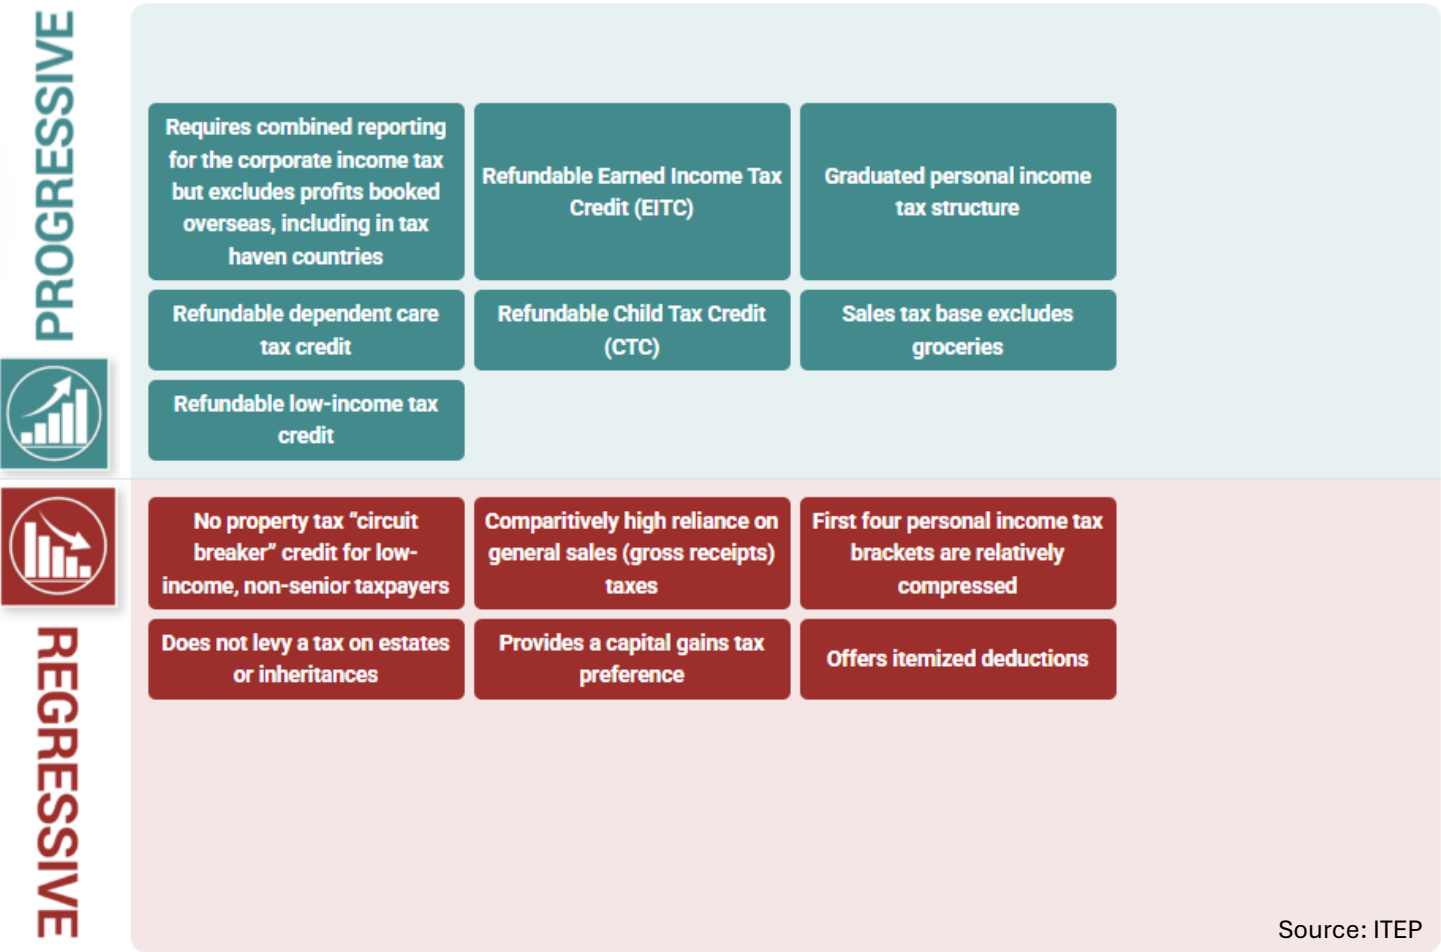 PROGRESSIVE
Requires combined reporting
for the corporate income tax
but excludes profits booked
overseas, including in tax
haven countries
Refundable Earned Income Tax
Credit (EITC)
Graduated personal income
tax structure
Refundable dependent care
tax credit
Refundable Child Tax Credit
(CTC)
Sales tax base excludes
groceries
Refundable low-income tax
credit
REGRESSIVE
No property tax “circuit
breaker” credit for low-
income, non-senior taxpayers
Comparitively high reliance on
general sales (gross receipts)
taxes
First four personal income tax
brackets are relatively
compressed
Does not levy a tax on estates
or inheritances
Provides a capital gains tax
preference
Offers itemized deductions
Source: ITEP